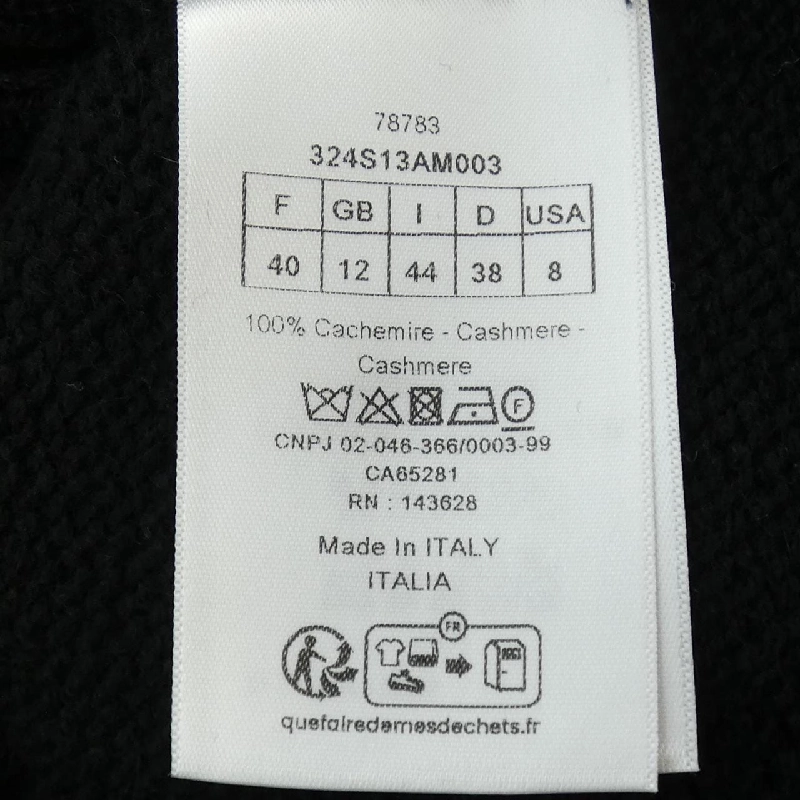 78783
324S13AM003
F GB I D USA
40 12 44 38 8
100% Cachemire - Cashmere -
Cashmere
F
CNPJ 02-046-366/0003-99
CA65281
RN : 143628
Made In ITALY
ITALIA
FR
quefairedemesdechets.fr